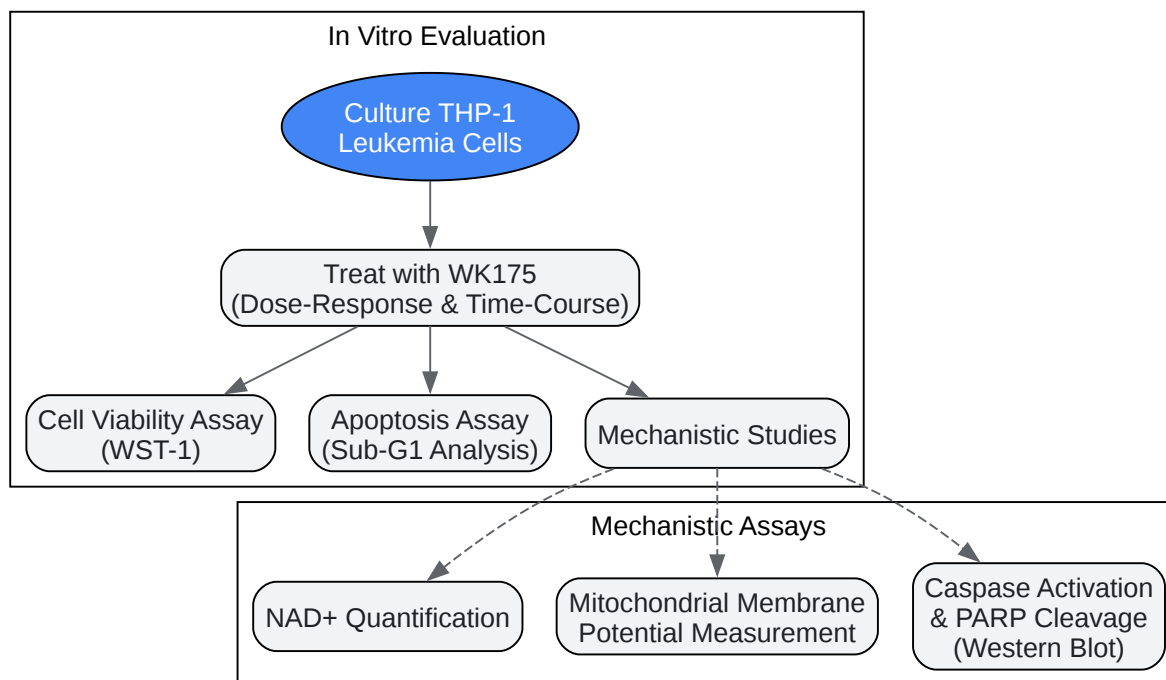 In Vitro Evaluation
Culture THP-1
Leukemia Cells
Treat with WK175
(Dose-Response & Time-Course)
Cell Viability Assay
(WST-1)
Apoptosis Assay
(Sub-G1 Analysis)
Mechanistic Studies
Mechanistic Assays
NAD+ Quantification
Mitochondrial Membrane
Potential Measurement
Caspase Activation
& PARP Cleavage
(Western Blot)